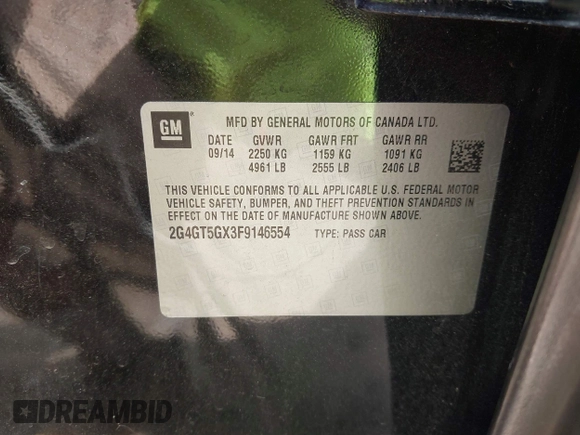 GM
MFD BY GENERAL MOTORS OF CANADA LTD.
DATE GVWR GAWR FRT GAWR RR
09/14 2250 KG 1159 KG 1091 KG
4961 LB 2555 LB 2406 LB
THIS VEHICLE CONFORMS TO ALL APPLICABLE U.S. FEDERAL MOTOR
VEHICLE SAFETY, BUMPER, AND THEFT PREVENTION STANDARDS IN
EFFECT ON THE DATE OF MANUFACTURE SHOWN ABOVE.
2G4GT5GX3F9146554 TYPE: PASS CAR
DREAMBID